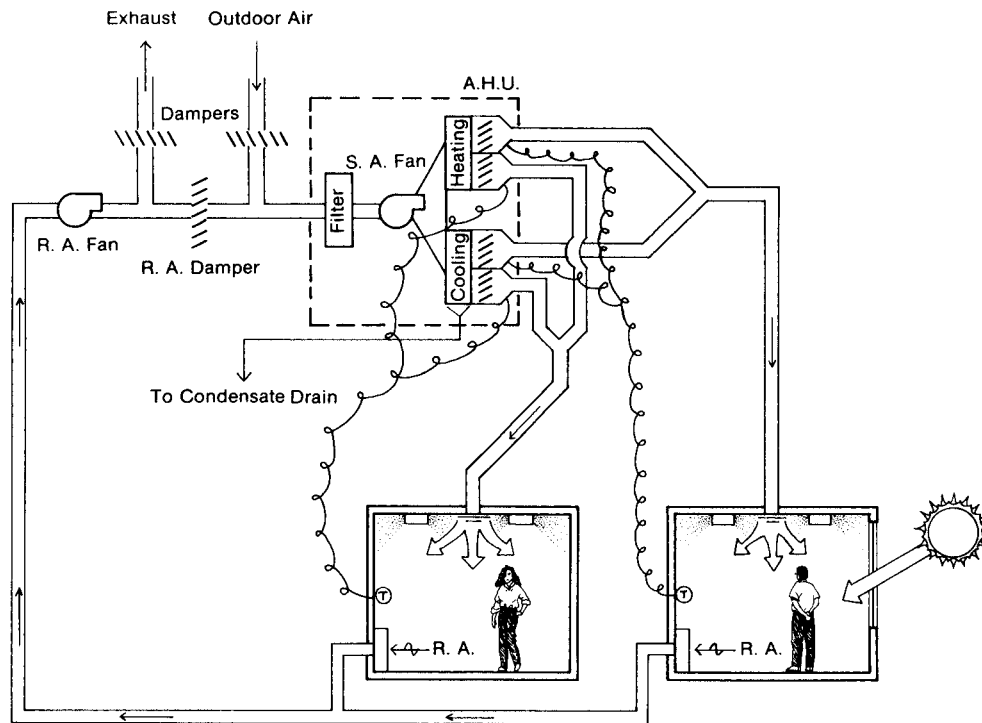 Exhaust
Outdoor Air
A.H.U.
Dampers
S. A. Fan
Heating
Filter
R. A. Fan
R. A. Damper
Cooling
To Condensate Drain
T
T
R. A.
R. A.